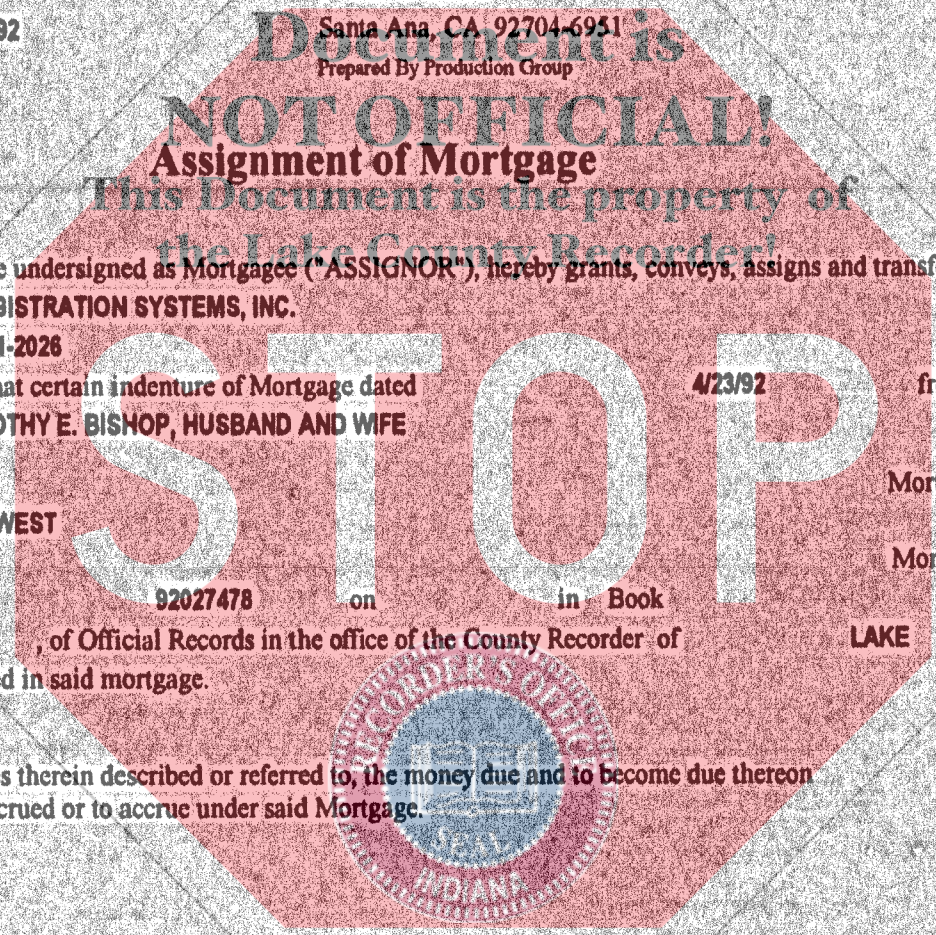 92
Santa Ana, CA 92704-6951
Document is
Prepared By Production Group
NOT OFFICIAL!
Assignment of Mortgage
This Document is the property of
the Lake County Recorder!
e undersigned as Mortgagee ("ASSIGNOR"), hereby grants, conveys, assigns and transf
GISTRATION SYSTEMS, INC.
-2026
at certain indenture of Mortgage dated 4/23/92 fr
OTHY E. BISHOP, HUSBAND AND WIFE
STOP
Mor
WEST
Mor
92027478 on in Book
, of Official Records in the office of the County Recorder of LAKE
d in said mortgage.
RECORDER'S OFFICE
s therein described or referred to, the money due and to become due thereon
crued or to accrue under said Mortgage.
SEAL
INDIANA